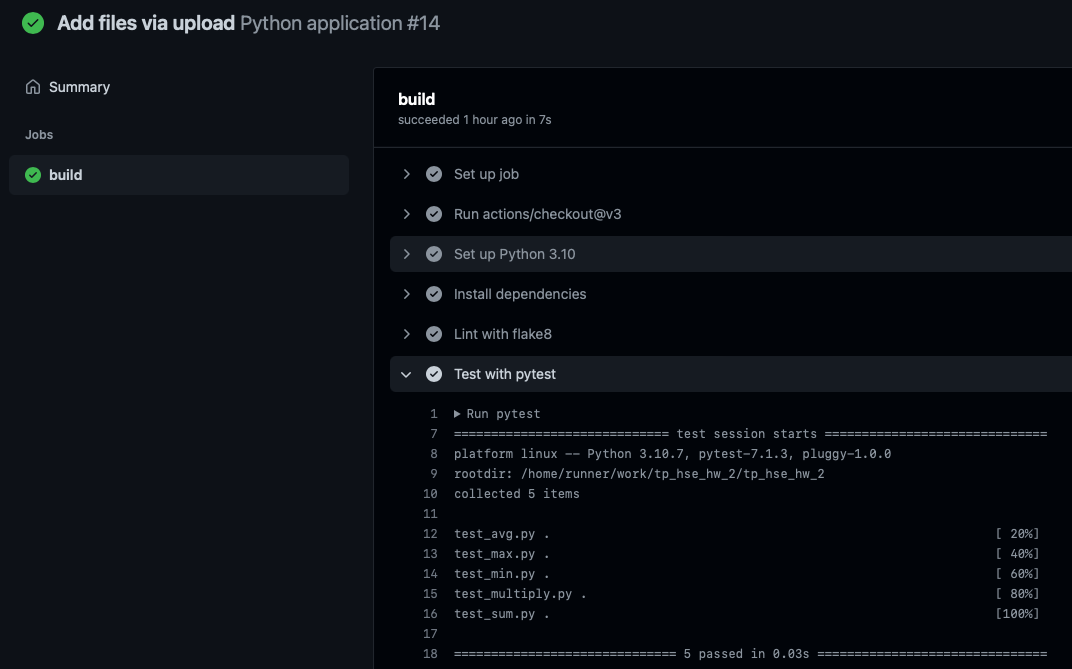 Add files via upload Python application #14
Summary
Jobs
build
build
succeeded 1 hour ago in 7s
Set up job
Run actions/checkout@v3
Set up Python 3.10
Install dependencies
Lint with flake8
Test with pytest
1 ▶ Run pytest
7 ============================= test session starts ==============================
8 platform linux -- Python 3.10.7, pytest-7.1.3, pluggy-1.0.0
9 rootdir: /home/runner/work/tp_hse_hw_2/tp_hse_hw_2
10 collected 5 items
11
12 test_avg.py . [ 20%]
13 test_max.py . [ 40%]
14 test_min.py . [ 60%]
15 test_multiply.py . [ 80%]
16 test_sum.py . [100%]
17
18 ============================== 5 passed in 0.03s ===============================